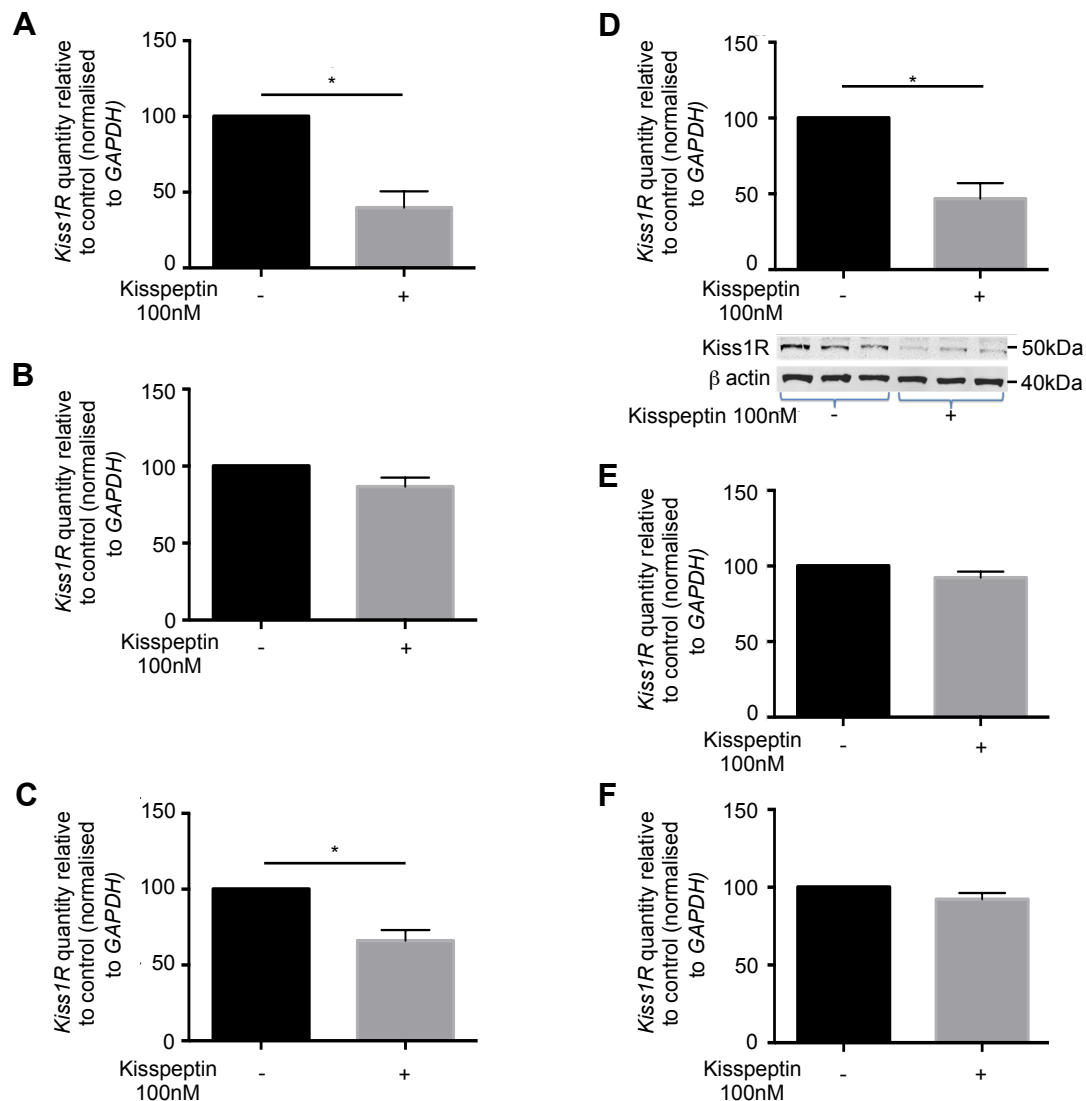 A
Kiss1R quantity relative
to control (normalised
to GAPDH)
150
100
50
0
*
Kisspeptin
100nM
- +
B
Kiss1R quantity relative
to control (normalised
to GAPDH)
150
100
50
0
Kisspeptin
100nM
- +
C
Kiss1R quantity relative
to control (normalised
to GAPDH)
150
100
50
0
*
Kisspeptin
100nM
- +
D
Kiss1R quantity relative
to control (normalised
to GAPDH)
150
100
50
0
*
Kisspeptin
100nM
- +
Kiss1R 50kDa
β actin 40kDa
Kisspeptin 100nM - +
E
Kiss1R quantity relative
to control (normalised
to GAPDH)
150
100
50
0
Kisspeptin
100nM
- +
F
Kiss1R quantity relative
to control (normalised
to GAPDH)
150
100
50
0
Kisspeptin
100nM
- +